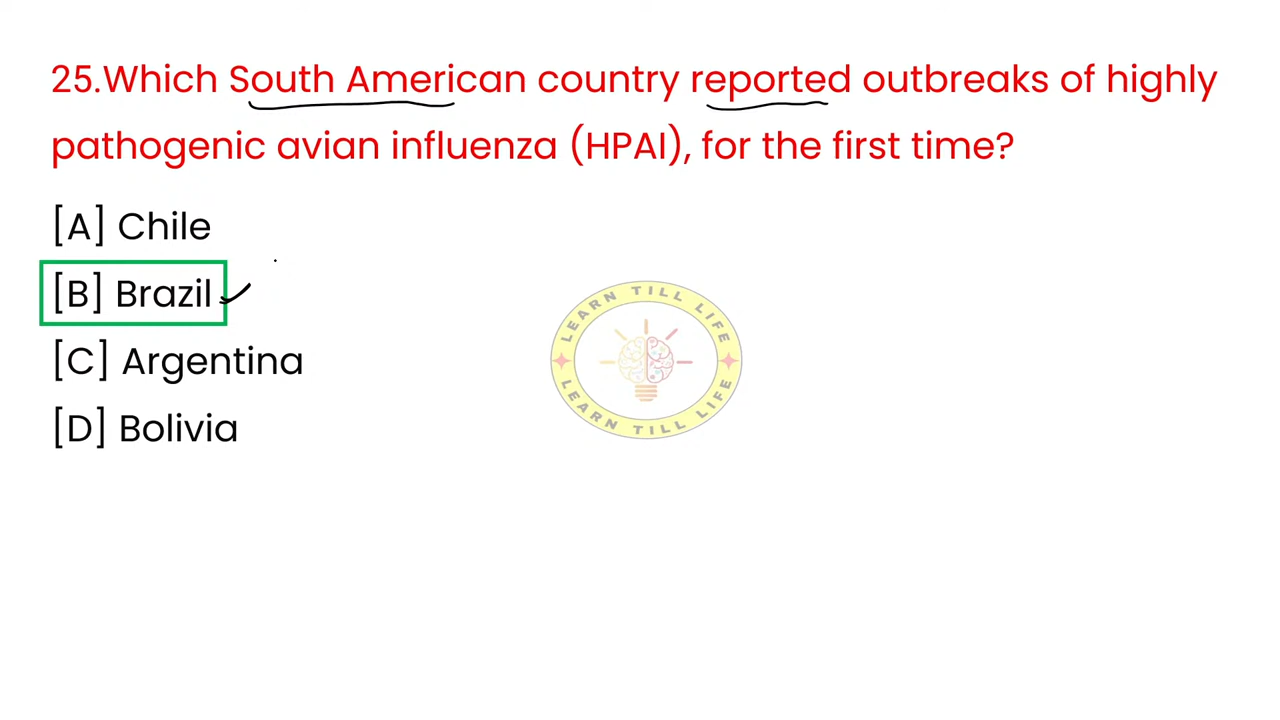 25.Which South American country reported outbreaks of highly
pathogenic avian influenza (HPAI), for the first time?
[A] Chile
[B] Brazil
[C] Argentina
[D] Bolivia
LEARN TILL LIFE
LEARN TILL LIFE